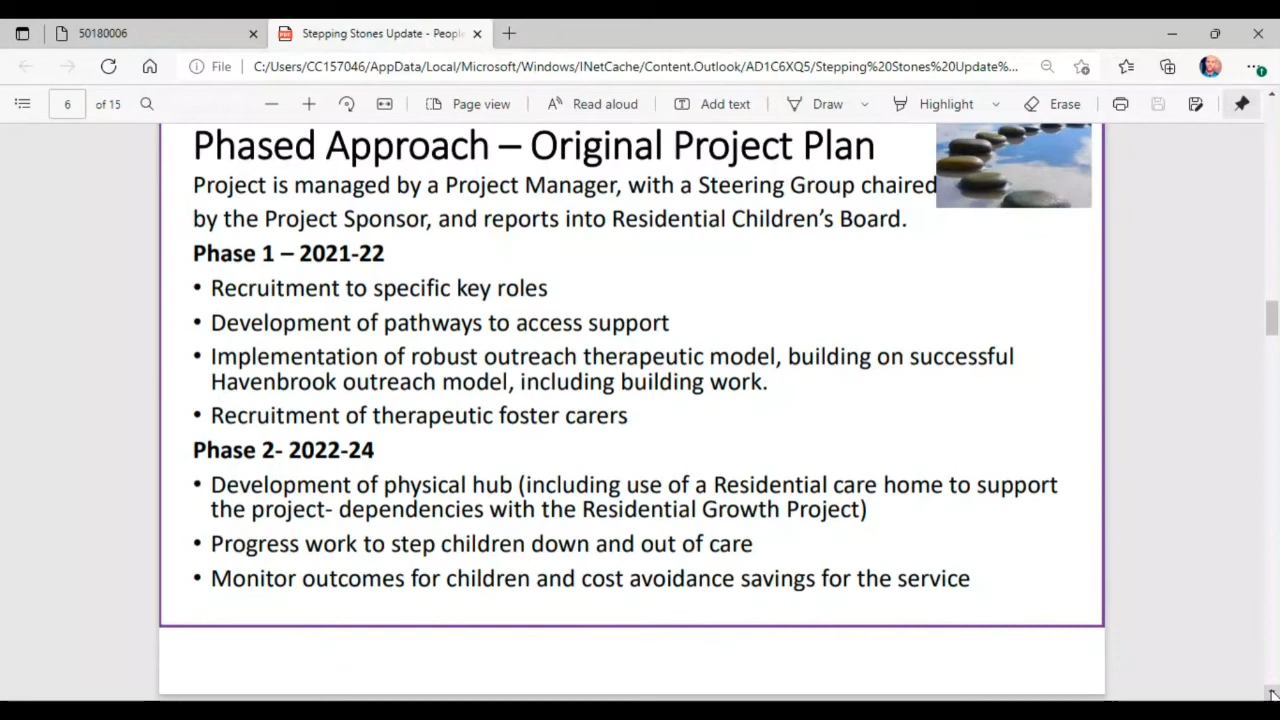 50180006
Stepping Stones Update - People
File
C:/Users/CC157046/AppData/Local/Microsoft/Windows/INetCache/Content.Outlook/AD1C6XQ5/Stepping%20Stones%20Update%...
6 of 15
Page view
Read aloud
Add text
Draw
Highlight
Erase
Phased Approach – Original Project Plan
Project is managed by a Project Manager, with a Steering Group chaired
by the Project Sponsor, and reports into Residential Children’s Board.
Phase 1 – 2021-22
• Recruitment to specific key roles
• Development of pathways to access support
• Implementation of robust outreach therapeutic model, building on successful
Havenbrook outreach model, including building work.
• Recruitment of therapeutic foster carers
Phase 2- 2022-24
• Development of physical hub (including use of a Residential care home to support
the project- dependencies with the Residential Growth Project)
• Progress work to step children down and out of care
• Monitor outcomes for children and cost avoidance savings for the service